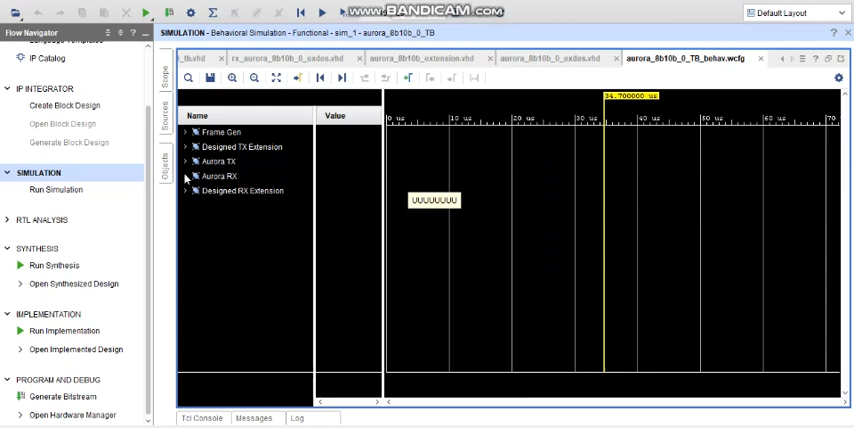 www.BANDICAM.com
Default Layout
Flow Navigator
SIMULATION - Behavioral Simulation - Functional - sim_1 - aurora_8b10b_0_TB
IP Catalog
IP INTEGRATOR
Create Block Design
Open Block Design
Generate Block Design
SIMULATION
Run Simulation
RTL ANALYSIS
SYNTHESIS
Run Synthesis
Open Synthesized Design
IMPLEMENTATION
Run Implementation
Open Implemented Design
PROGRAM AND DEBUG
Generate Bitstream
Open Hardware Manager
Scope
Sources
Objects
_tb.vhd
rx_aurora_8b10b_0_exdes.vhd
aurora_8b10b_extension.vhd
aurora_8b10b_0_exdes.vhd
aurora_8b10b_0_TB_behav.wcfg
Name
Value
Frame Gen
Designed TX Extension
Aurora TX
Aurora RX
Designed RX Extension
34.700000 us
0 us
10 us
20 us
30 us
40 us
50 us
60 us
70
UUUUUUUU
Tcl Console
Messages
Log